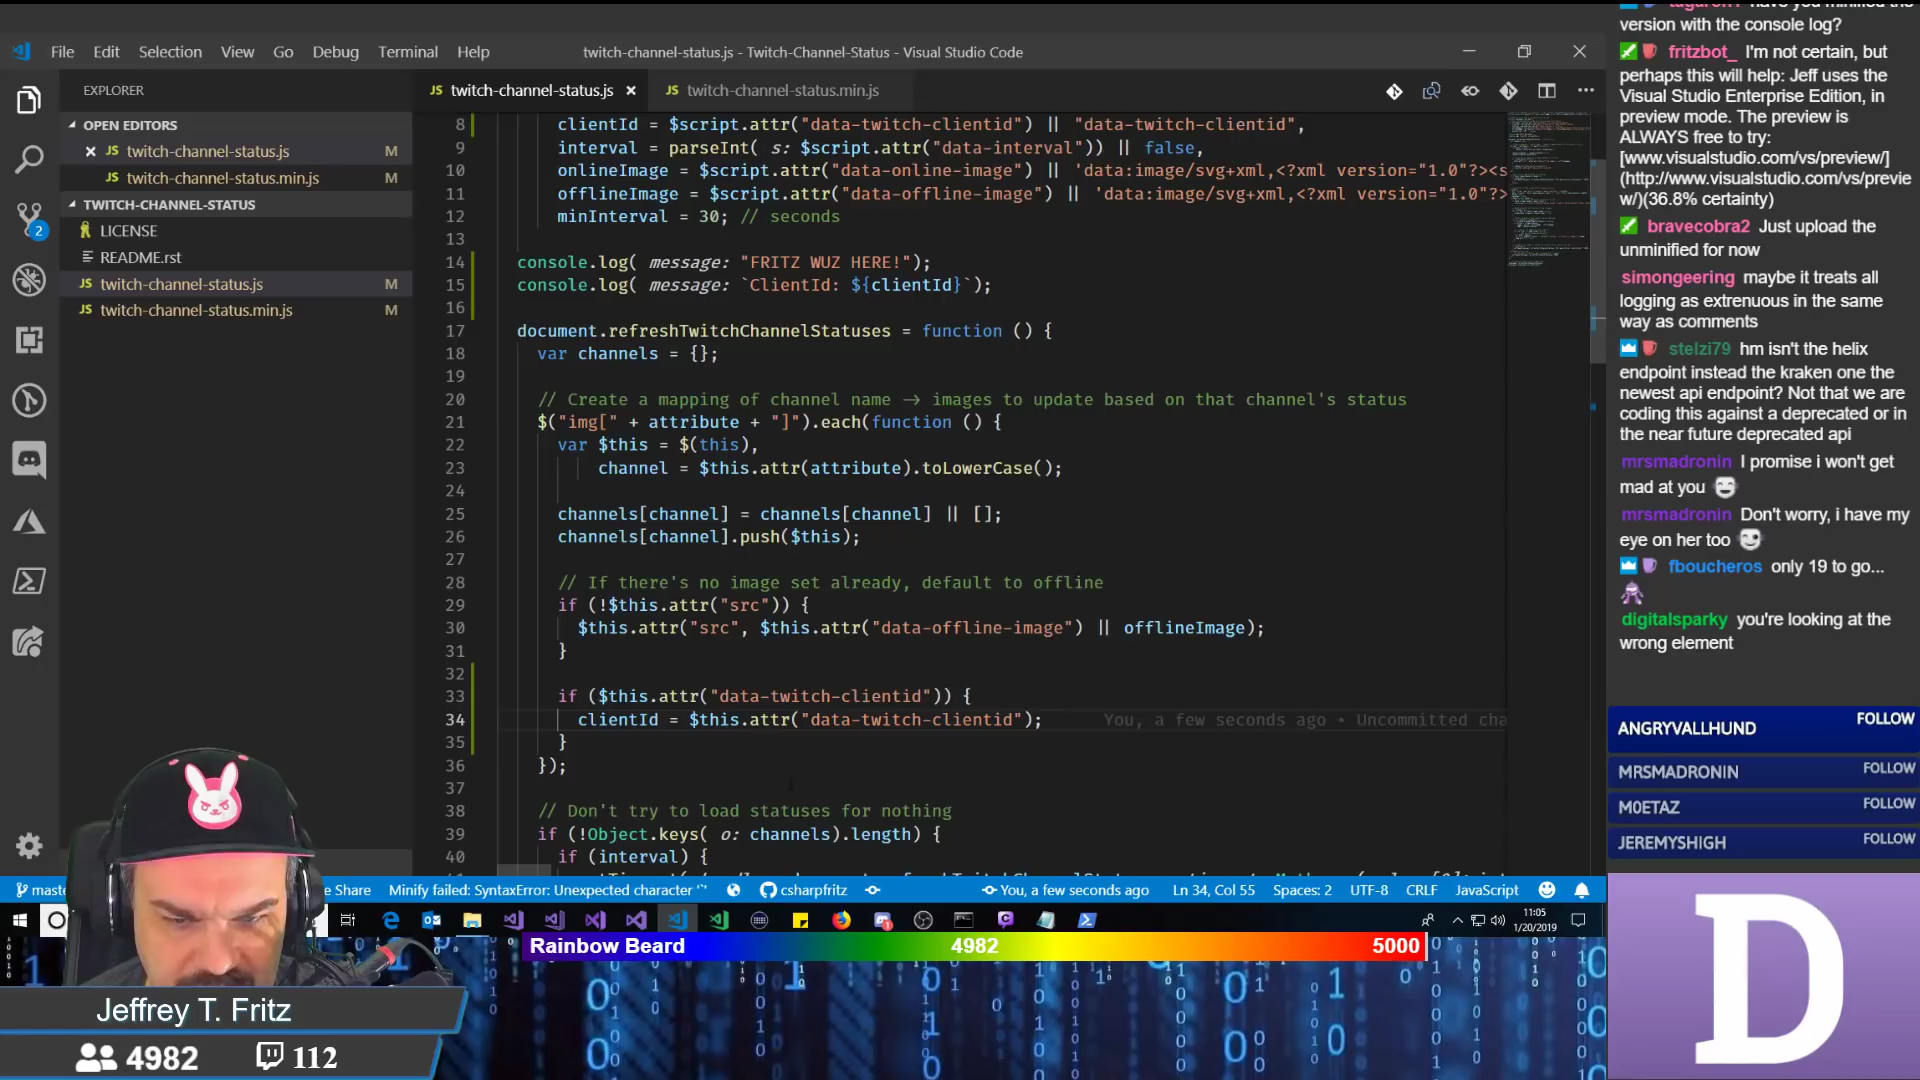 File Edit Selection View Go Debug Terminal Help
twitch-channel-status.js - Twitch-Channel-Status - Visual Studio Code
EXPLORER
OPEN EDITORS
twitch-channel-status.js M
twitch-channel-status.min.js M
TWITCH-CHANNEL-STATUS
LICENSE
README.rst
twitch-channel-status.js M
twitch-channel-status.min.js M
2
JS twitch-channel-status.js
JS twitch-channel-status.min.js
8 clientId = $script.attr("data-twitch-clientid") || "data-twitch-clientid",
9 interval = parseInt( s: $script.attr("data-interval")) || false,
10 onlineImage = $script.attr("data-online-image") || 'data:image/svg+xml,<?xml version="1.0"?><s
11 offlineImage = $script.attr("data-offline-image") || 'data:image/svg+xml,<?xml version="1.0"?>
12 minInterval = 30; // seconds
13
14 console.log( message: "FRITZ WUZ HERE!");
15 console.log( message: `ClientId: ${clientId}`);
16
17 document.refreshTwitchChannelStatuses = function () {
18 var channels = {};
19
20 // Create a mapping of channel name -> images to update based on that channel's status
21 $("img[" + attribute + "]").each(function () {
22 var $this = $(this),
23 channel = $this.attr(attribute).toLowerCase();
24
25 channels[channel] = channels[channel] || [];
26 channels[channel].push($this);
27
28 // If there's no image set already, default to offline
29 if (!$this.attr("src")) {
30 $this.attr("src", $this.attr("data-offline-image") || offlineImage);
31 }
32
33 if ($this.attr("data-twitch-clientid")) {
34 clientId = $this.attr("data-twitch-clientid"); You, a few seconds ago • Uncommitted cha
35 }
36 });
37
38 // Don't try to load statuses for nothing
39 if (!Object.keys( o: channels).length) {
40 if (interval) {
maste
e Share
Minify failed: SyntaxError: Unexpected character '`'
csharpfritz
You, a few seconds ago
Ln 34, Col 55
Spaces: 2
UTF-8
CRLF
JavaScript
11:05
1/20/2019
Rainbow Beard 4982 5000
Jeffrey T. Fritz
4982 112
version with the console log?
fritzbot_ I'm not certain, but
perhaps this will help: Jeff uses the
Visual Studio Enterprise Edition, in
preview mode. The preview is
ALWAYS free to try:
[www.visualstudio.com/vs/preview/]
(http://www.visualstudio.com/vs/previe
w/)(36.8% certainty)
bravecobra2 Just upload the
unminified for now
simongeering maybe it treats all
logging as extrenuous in the same
way as comments
stelzi79 hm isn't the helix
endpoint instead the kraken one the
newest api endpoint? Not that we are
coding this against a deprecated or in
the near future deprecated api
mrsmadronin I promise i won't get
mad at you
mrsmadronin Don't worry, i have my
eye on her too
fboucheros only 19 to go...
digitalsparky you're looking at the
wrong element
ANGRYVALLHUND FOLLOW
MRSMADRONIN FOLLOW
M0ETAZ FOLLOW
JEREMYSHIGH FOLLOW
D